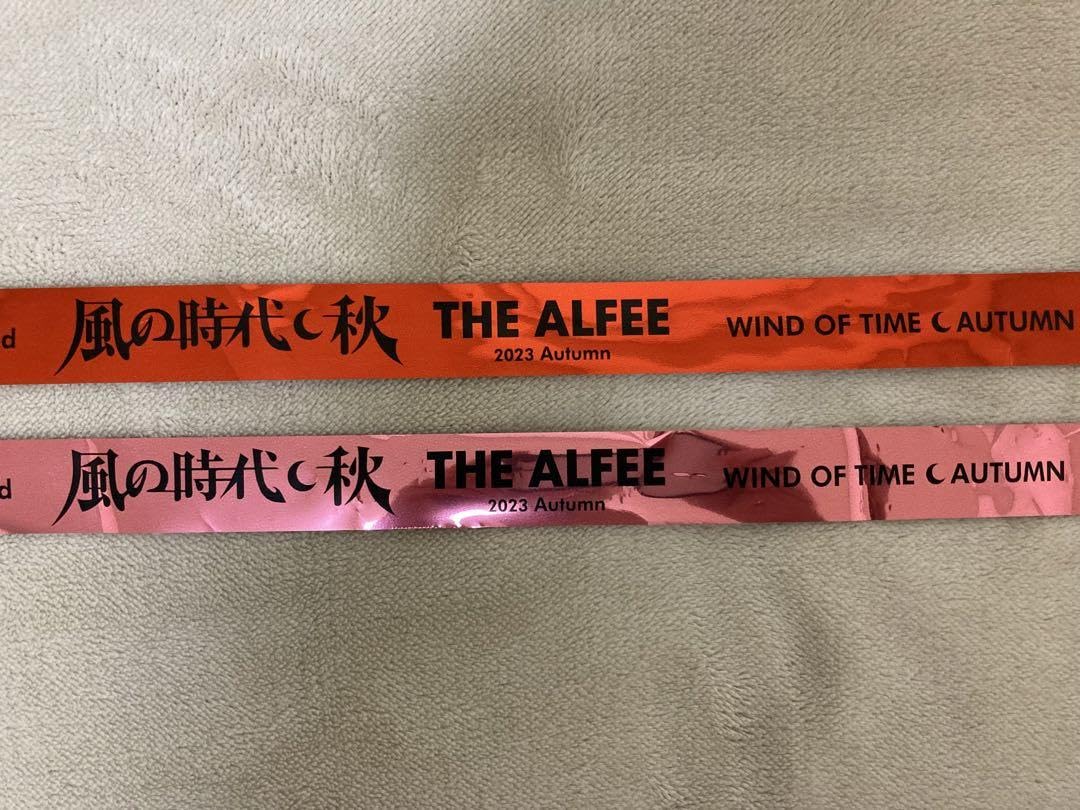 d 風の時代☾秋 THE ALFEE WIND OF TIME ☾ AUTUMN
2023 Autumn
d 風の時代☾秋 THE ALFEE WIND OF TIME ☾ AUTUMN
2023 Autumn